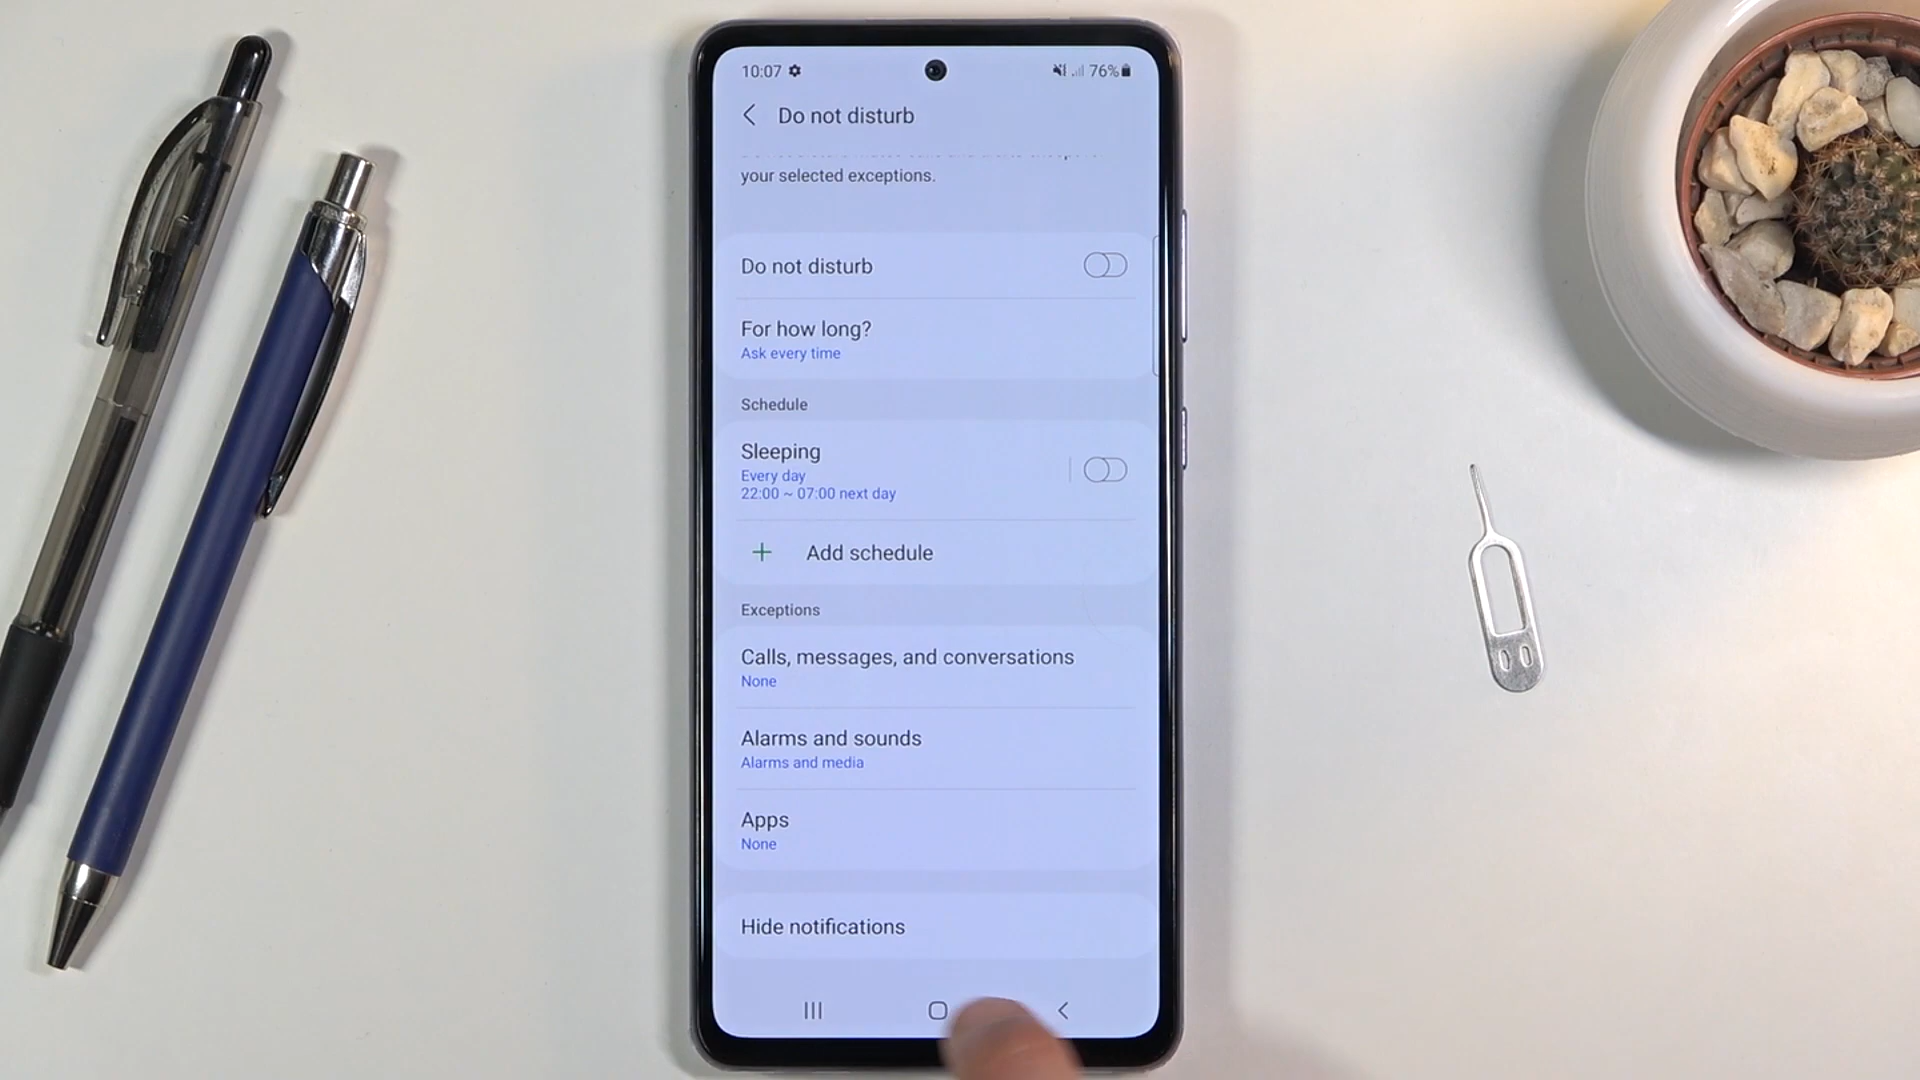 10:07
76%
Do not disturb
your selected exceptions.
Do not disturb
For how long?
Ask every time
Schedule
Sleeping
Every day
22:00 ~ 07:00 next day
+ Add schedule
Exceptions
Calls, messages, and conversations
None
Alarms and sounds
Alarms and media
Apps
None
Hide notifications